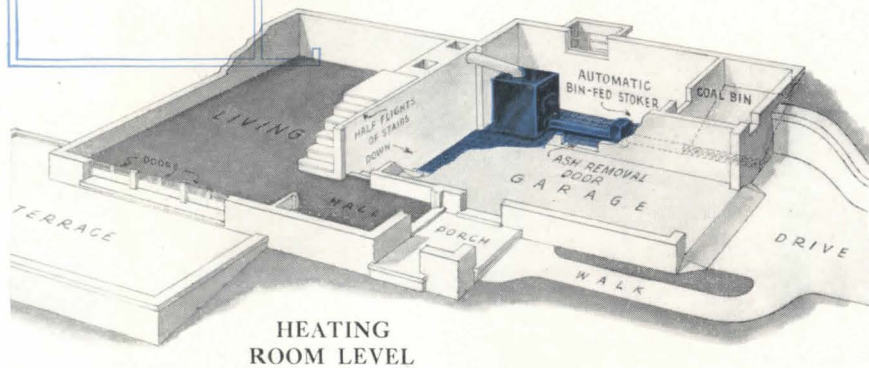 LIVING
HALF FLIGHTS
OF STAIRS
DOWN
AUTOMATIC
BIN-FED STOKER
COAL BIN
ASH REMOVAL
DOOR
GARAGE
DOORS
HALL
TERRACE
PORCH
DRIVE
WALK
HEATING
ROOM LEVEL